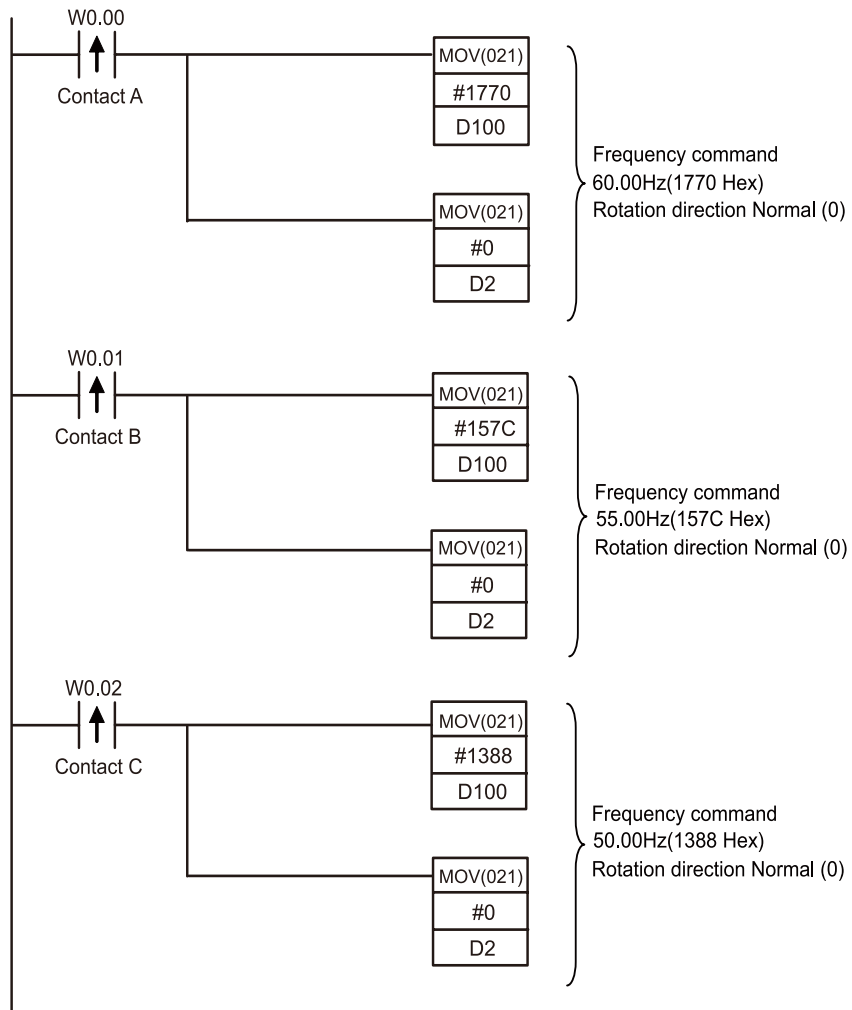 W0.00
Contact A
MOV(021)
#1770
D100
MOV(021)
#0
D2
Frequency command
60.00Hz(1770 Hex)
Rotation direction Normal (0)
W0.01
Contact B
MOV(021)
#157C
D100
MOV(021)
#0
D2
Frequency command
55.00Hz(157C Hex)
Rotation direction Normal (0)
W0.02
Contact C
MOV(021)
#1388
D100
MOV(021)
#0
D2
Frequency command
50.00Hz(1388 Hex)
Rotation direction Normal (0)